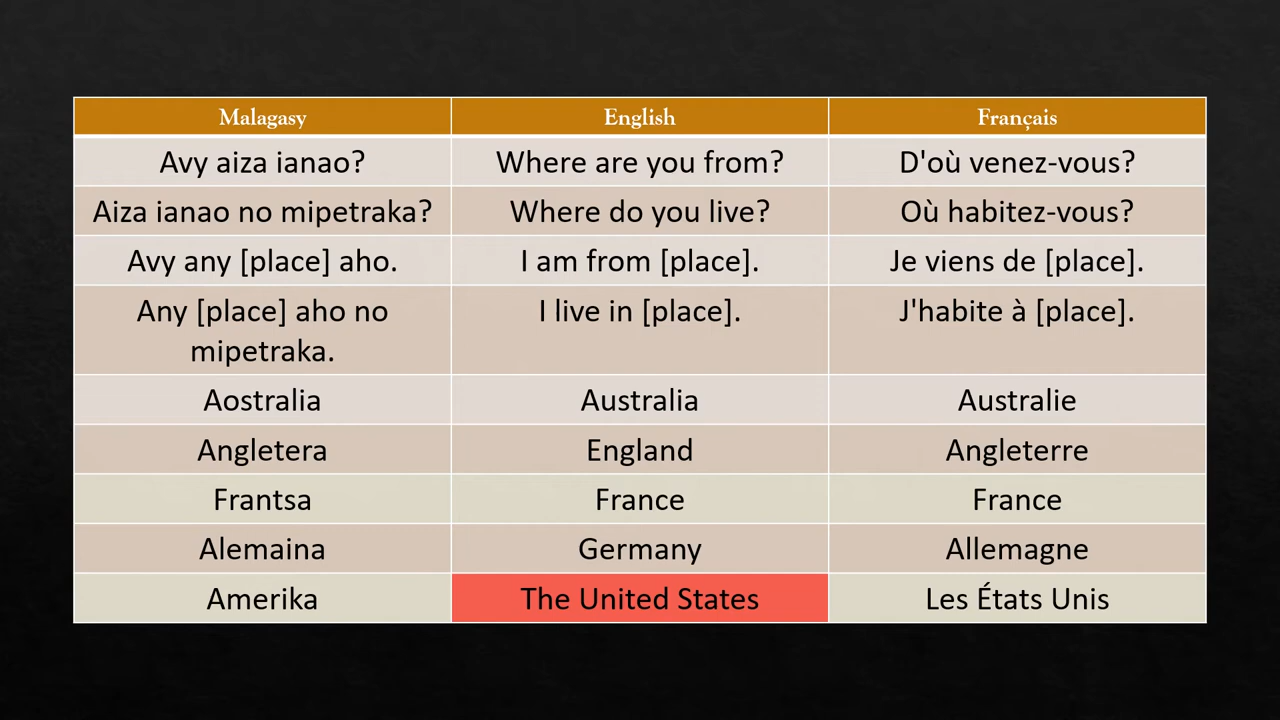 Malagasy English Français
Avy aiza ianao? Where are you from? D'où venez-vous?
Aiza ianao no mipetraka? Where do you live? Où habitez-vous?
Avy any [place] aho. I am from [place]. Je viens de [place].
Any [place] aho no I live in [place]. J'habite à [place].
mipetraka.
Aostralia Australia Australie
Angletera England Angleterre
Frantsa France France
Alemaina Germany Allemagne
Amerika The United States Les États Unis